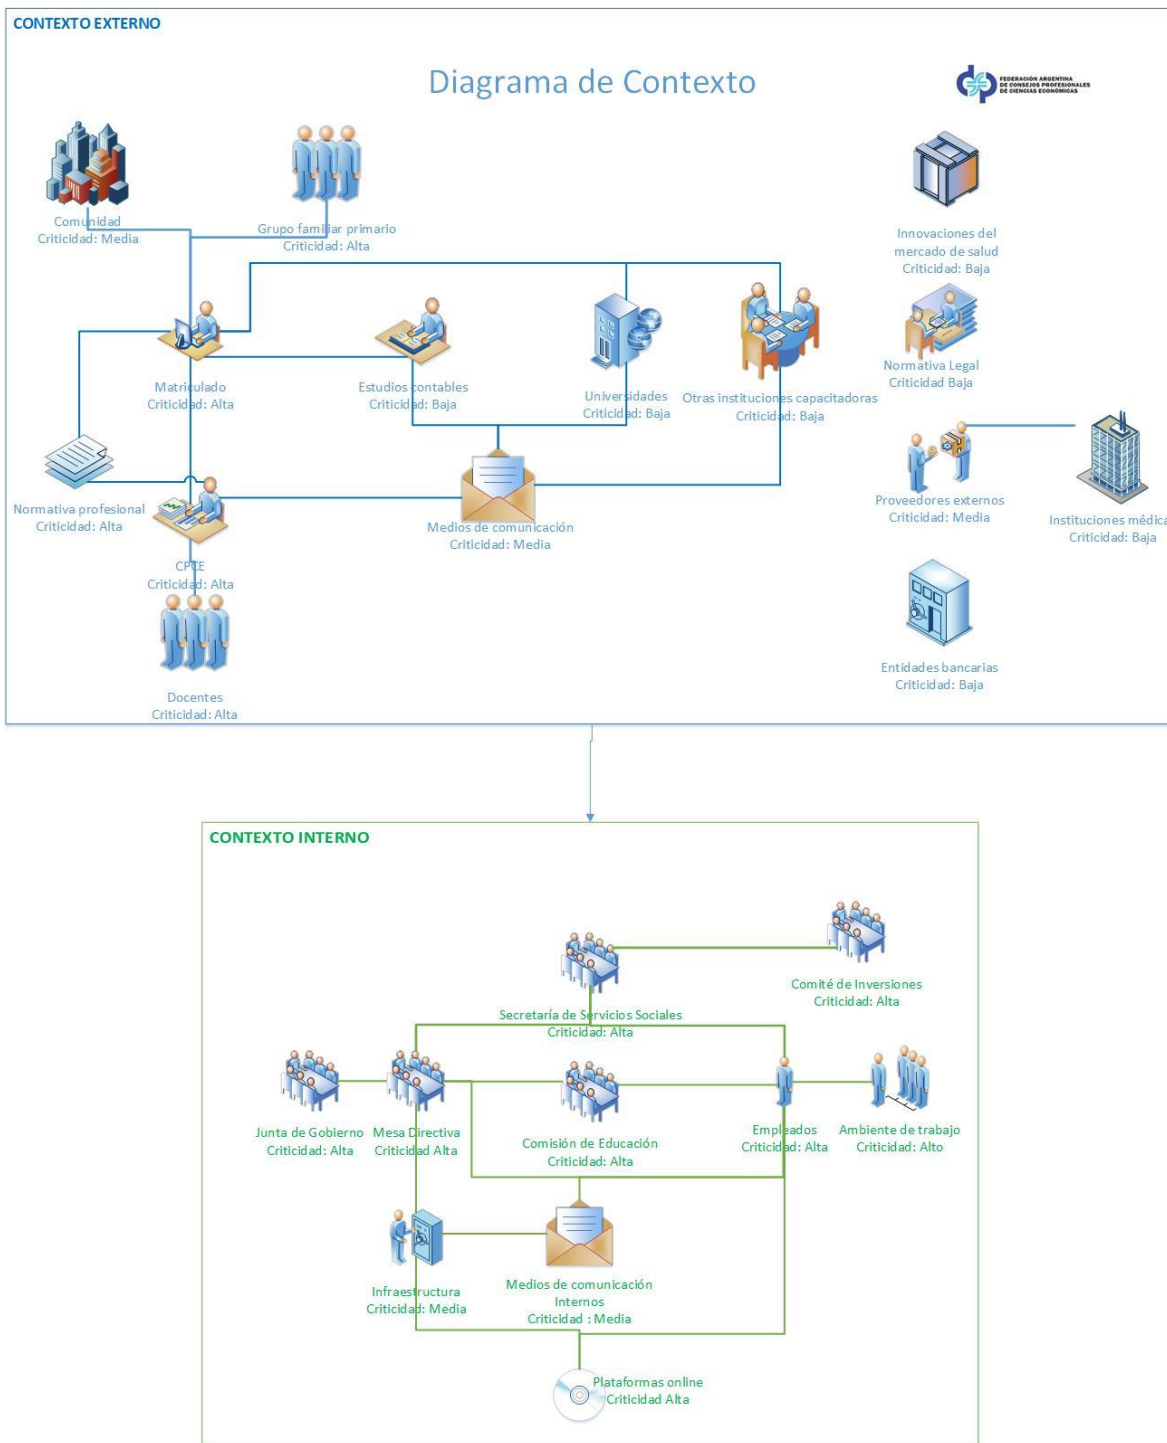 CONTEXTO EXTERNO
Diagrama de Contexto
FEDERACIÓN ARGENTINA
DE CONSEJOS PROFESIONALES
DE CIENCIAS ECONÓMICAS
Comunidad
Criticidad: Media
Grupo familiar primario
Criticidad: Alta
Innovaciones del
mercado de salud
Criticidad: Baja
Matriculado
Criticidad: Alta
Estudios contables
Criticidad: Baja
Universidades
Criticidad: Baja
Otras instituciones capacitadoras
Criticidad: Baja
Normativa Legal
Criticidad Baja
Normativa profesional
Criticidad: Alta
CPCE
Criticidad: Alta
Medios de comunicación
Criticidad: Media
Proveedores externos
Criticidad: Media
Instituciones médica
Criticidad: Baja
Docentes
Criticidad: Alta
Entidades bancarias
Criticidad: Baja
CONTEXTO INTERNO
Comité de Inversiones
Criticidad: Alta
Secretaría de Servicios Sociales
Criticidad: Alta
Junta de Gobierno
Criticidad: Alta
Mesa Directiva
Criticidad Alta
Comisión de Educación
Criticidad: Alta
Empleados
Criticidad: Alta
Ambiente de trabajo
Criticidad: Alto
Infraestructura
Criticidad: Media
Medios de comunicación
Internos
Criticidad : Media
Plataformas online
Criticidad Alta